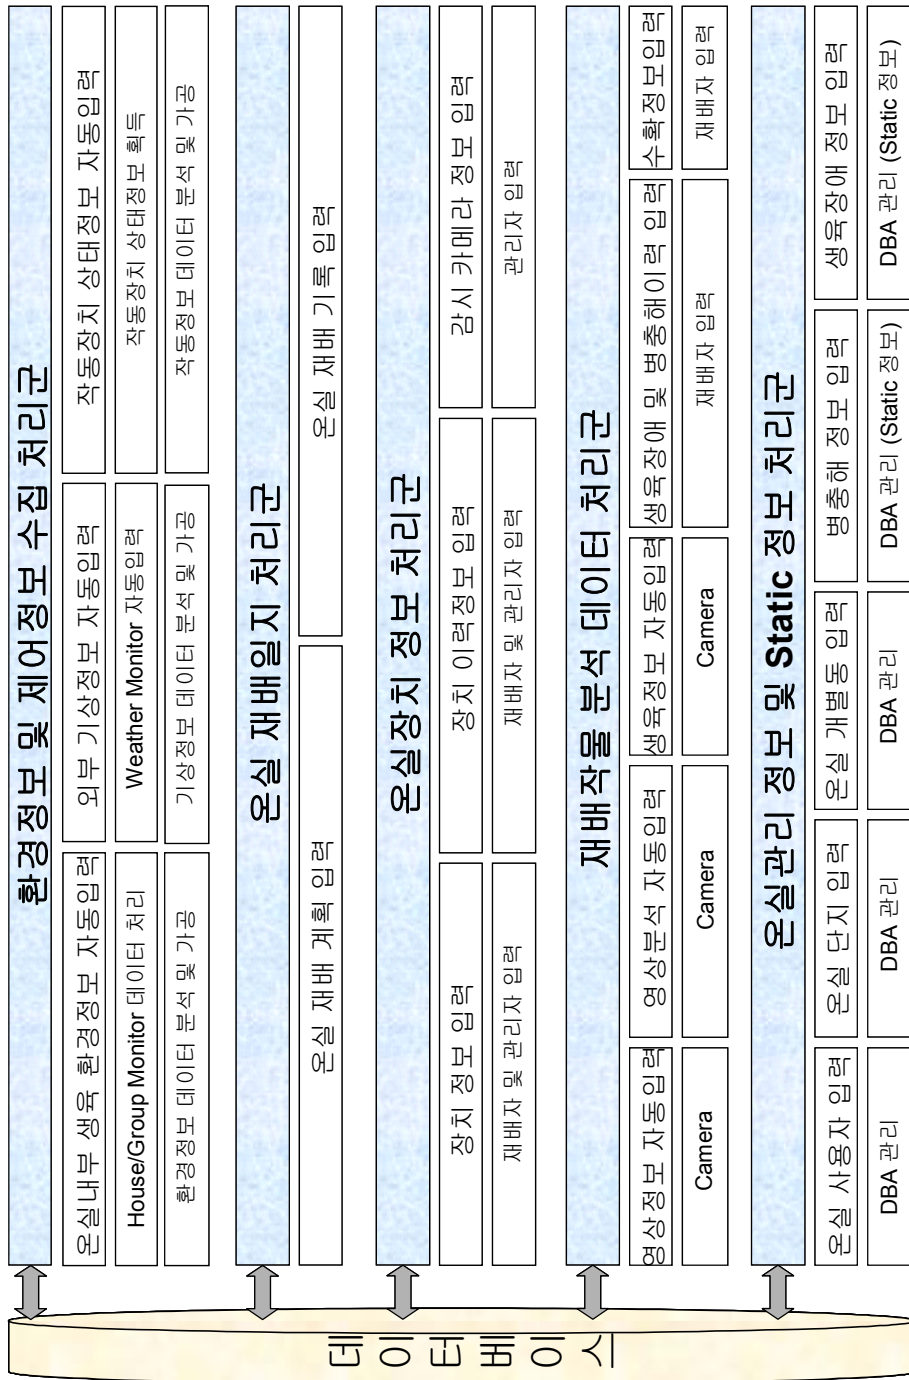 데이터베이스
환경정보 및 제어정보 수집 처리군
온실내부 생육 환경정보 자동입력
외부 기상정보 자동입력
작동장치 상태정보 자동입력
House/Group Monitor 데이터 처리
Weather Monitor 자동입력
작동장치 상태정보 획득
환경정보 데이터 분석 및 가공
기상정보 데이터 분석 및 가공
작동정보 데이터 분석 및 가공
온실 재배일지 처리군
온실 재배 계획 입력
온실 재배 기록 입력
온실장치 정보 처리군
장치 정보 입력
장치 이력정보 입력
감시 카메라 정보 입력
재배자 및 관리자 입력
재배자 및 관리자 입력
관리자 입력
재배작물 분석 데이터 처리군
영상정보 자동입력
영상분석 자동입력
생육정보 자동입력
생육장애 및 병충해이력 입력
수확정보입력
Camera
Camera
Camera
재배자 입력
재배자 입력
온실관리 정보 및 Static 정보 처리군
온실 사용자 입력
온실 단지 입력
온실 개별동 입력
병충해 정보 입력
생육장애 정보 입력
DBA 관리
DBA 관리
DBA 관리
DBA 관리 (Static 정보)
DBA 관리 (Static 정보)